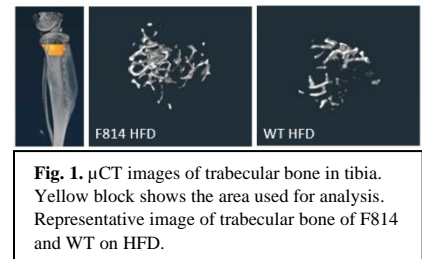 F814 HFD
WT HFD
Fig. 1. µCT images of trabecular bone in tibia.
Yellow block shows the area used for analysis.
Representative image of trabecular bone of F814
and WT on HFD.